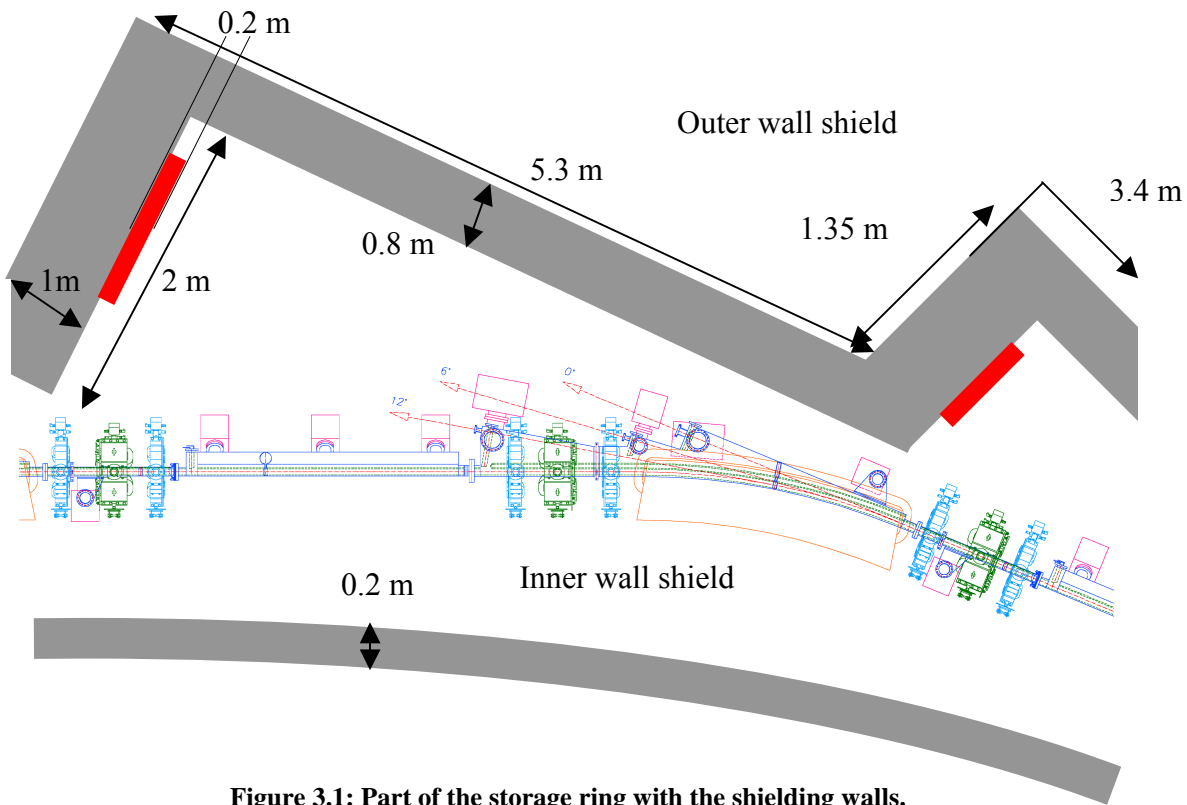 0.2 m
Outer wall shield
5.3 m
3.4 m
1.35 m
0.8 m
1m
2 m
6°
0°
12°
Inner wall shield
0.2 m
Figure 3.1: Part of the storage ring with the shielding walls.